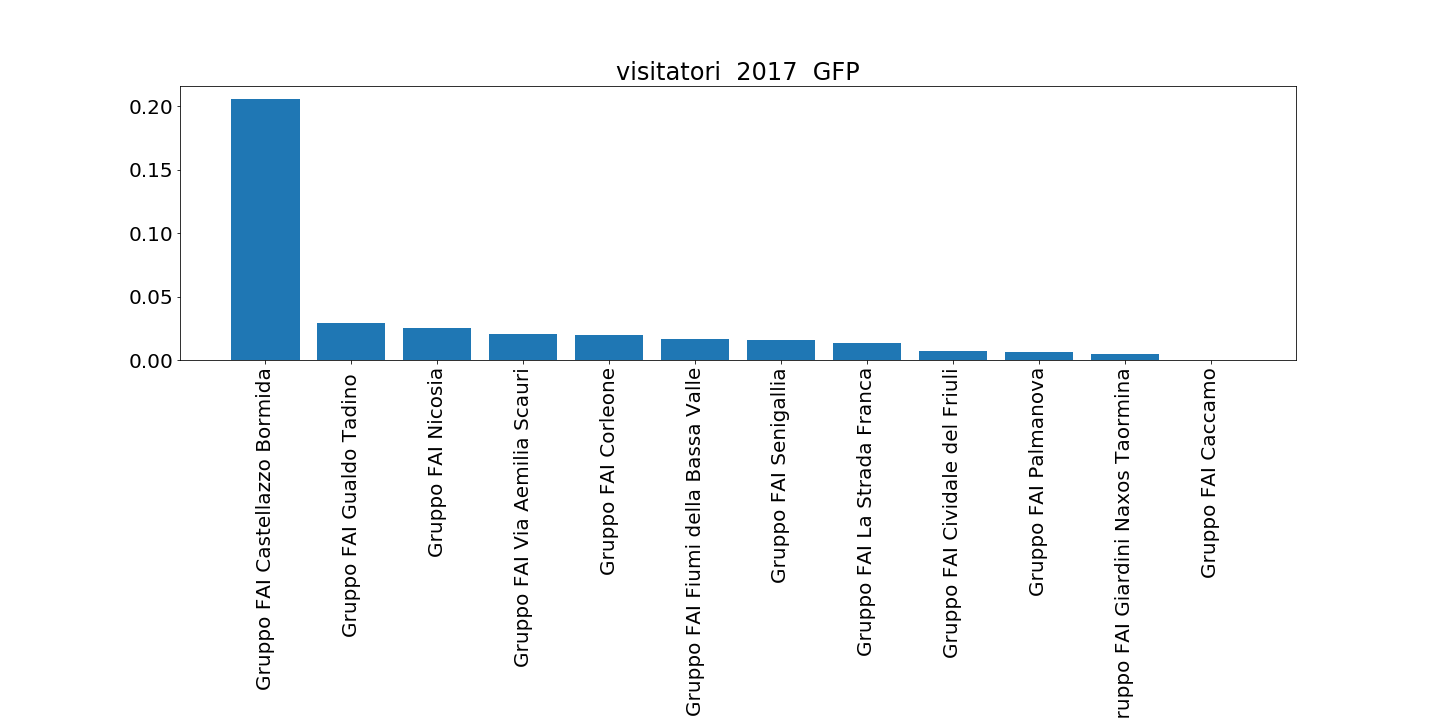 visitatori 2017 GFP
0.20
0.15
0.10
0.05
0.00
Gruppo FAI Castellazzo Bormida
Gruppo FAI Gualdo Tadino
Gruppo FAI Nicosia
Gruppo FAI Via Aemilia Scauri
Gruppo FAI Corleone
Gruppo FAI Fiumi della Bassa Valle
Gruppo FAI Senigallia
Gruppo FAI La Strada Franca
Gruppo FAI Cividale del Friuli
Gruppo FAI Palmanova
ruppo FAI Giardini Naxos Taormina
Gruppo FAI Caccamo